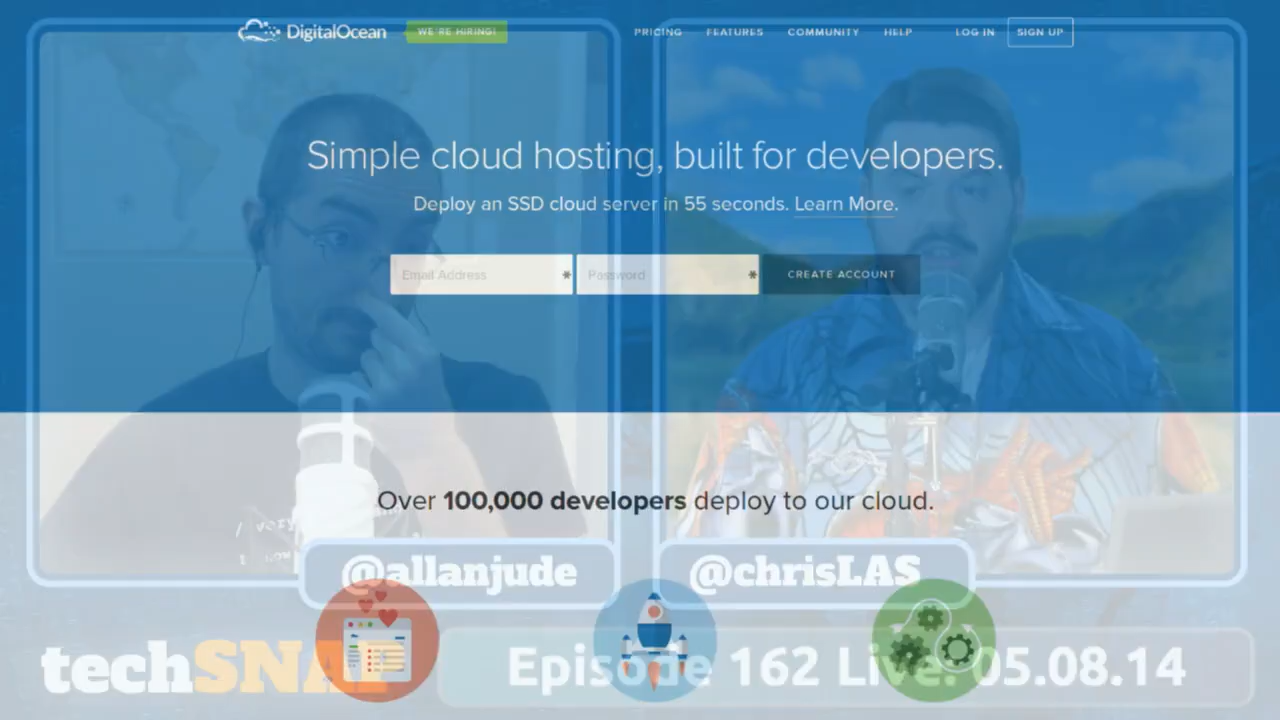 DigitalOcean WE'RE HIRING! PRICING FEATURES COMMUNITY HELP LOG IN SIGN UP
Simple cloud hosting, built for developers.
Deploy an SSD cloud server in 55 seconds. Learn More.
Email Address Password CREATE ACCOUNT
Over 100,000 developers deploy to our cloud.
@allanjude @chrisLAS
techSNAP Episode 162 Live: 05.08.14